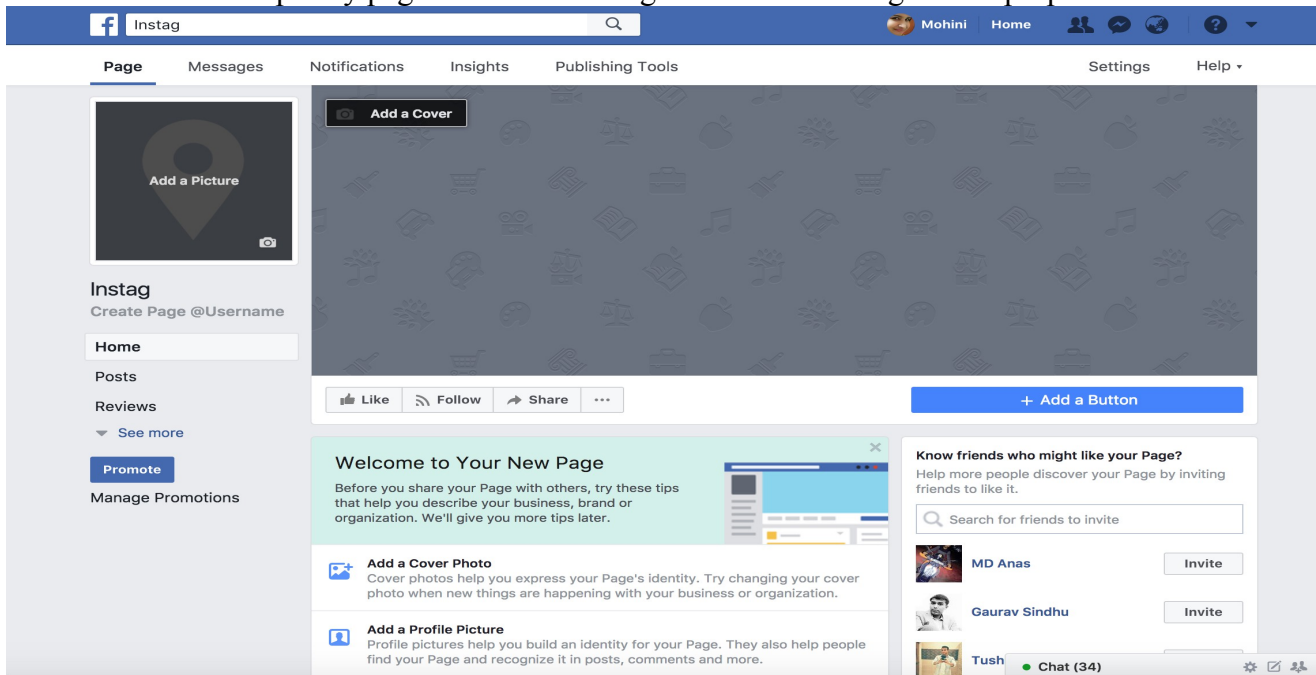 Instag
Mohini Home
Page Messages Notifications Insights Publishing Tools Settings Help
Add a Picture
Add a Cover
Instag
Create Page @Username
Home
Posts
Reviews
See more
Promote
Manage Promotions
Like Follow Share
+ Add a Button
Welcome to Your New Page
Before you share your Page with others, try these tips
that help you describe your business, brand or
organization. We'll give you more tips later.
Add a Cover Photo
Cover photos help you express your Page's identity. Try changing your cover
photo when new things are happening with your business or organization.
Add a Profile Picture
Profile pictures help you build an identity for your Page. They also help people
find your Page and recognize it in posts, comments and more.
Know friends who might like your Page?
Help more people discover your Page by inviting
friends to like it.
Search for friends to invite
MD Anas Invite
Gaurav Sindhu Invite
Tush
Chat (34)